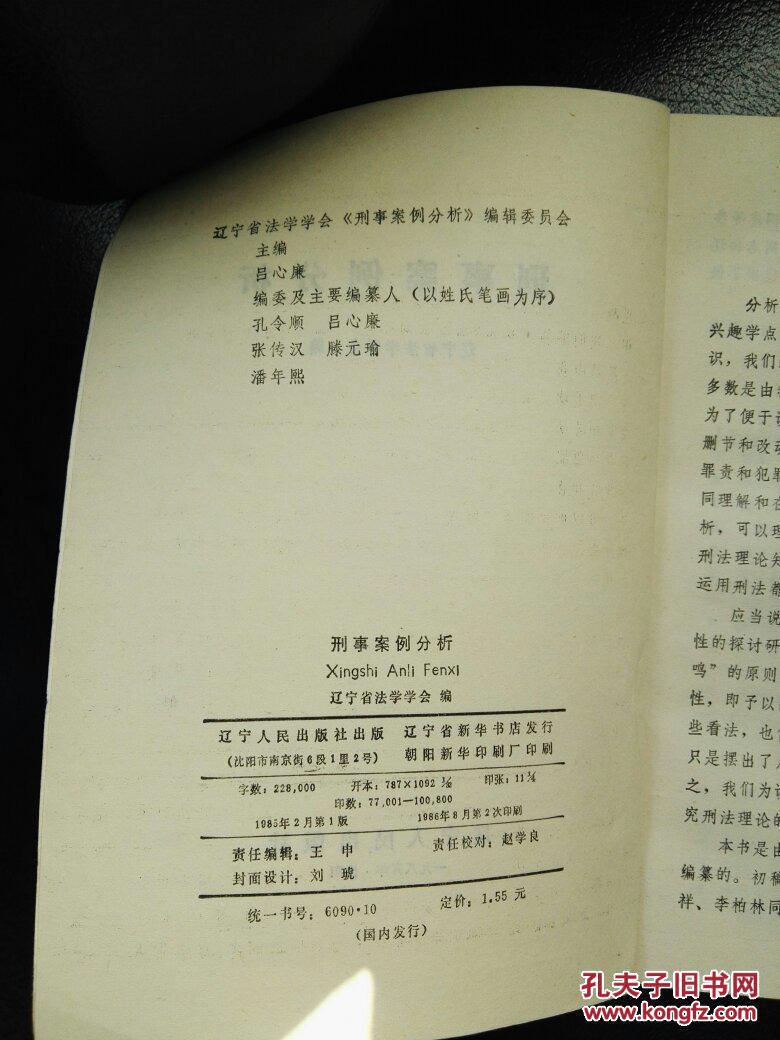 辽宁省法学学会《刑事案例分析》编辑委员会
主编
吕心廉
编委及主要编纂人（以姓氏笔画为序）
孔令顺 吕心廉
张传汉 滕元瑜
潘年熙
刑事案例分析
Xingshi Anli Fenxi
辽宁省法学学会 编
辽宁人民出版社出版 辽宁省新华书店发行
(沈阳市南京街6段1里2号) 朝阳新华印刷厂印刷
字数：228,000 开本：787×1092 1/32 印张：11 1/4
印数：77,001—100,800
1985年2月第1版 1986年8月第2次印刷
责任编辑：王 申 责任校对：赵学良
封面设计：刘 琥
统一书号：6090·10 定价：1.55 元
(国内发行)
分析
兴趣学点
识，我们
多数是由
为了便于
删节和改动
罪责和犯罪
同理解和在
析，可以理
刑法理论知
运用刑法都
应当说
性的探讨研
鸣”的原则
性，即予以
些看法，也
只是摆出了
之，我们为
究刑法理论的
本书是由
编纂的。初稿
祥、李柏林同
孔夫子旧书网
www.kongfz.com